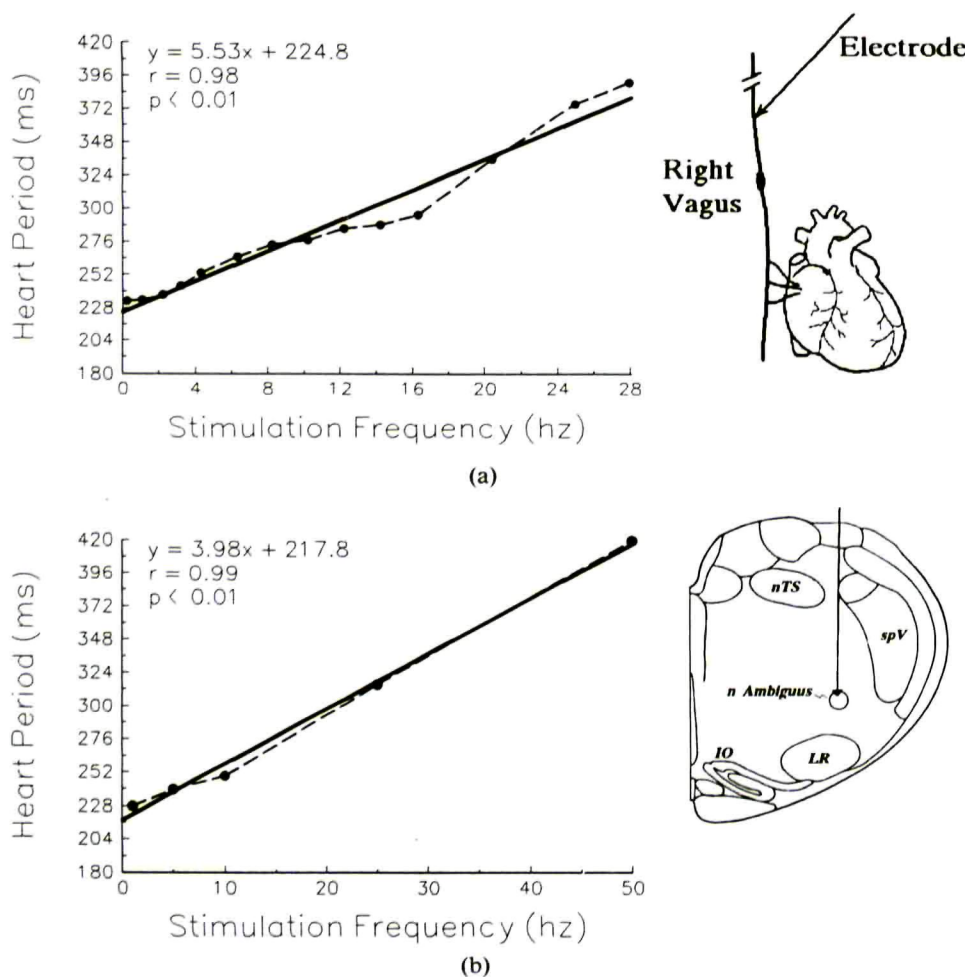 y = 5.53x + 224.8
r = 0.98
p < 0.01
Heart Period (ms)
420
396
372
348
324
300
276
252
228
204
180
0 4 8 12 16 20 24 28
Stimulation Frequency (hz)
Electrode
Right
Vagus
(a)
y = 3.98x + 217.8
r = 0.99
p < 0.01
Heart Period (ms)
420
396
372
348
324
300
276
252
228
204
180
0 10 20 30 40 50
Stimulation Frequency (hz)
nTS
spV
n Ambiguus
IO
LR
(b)